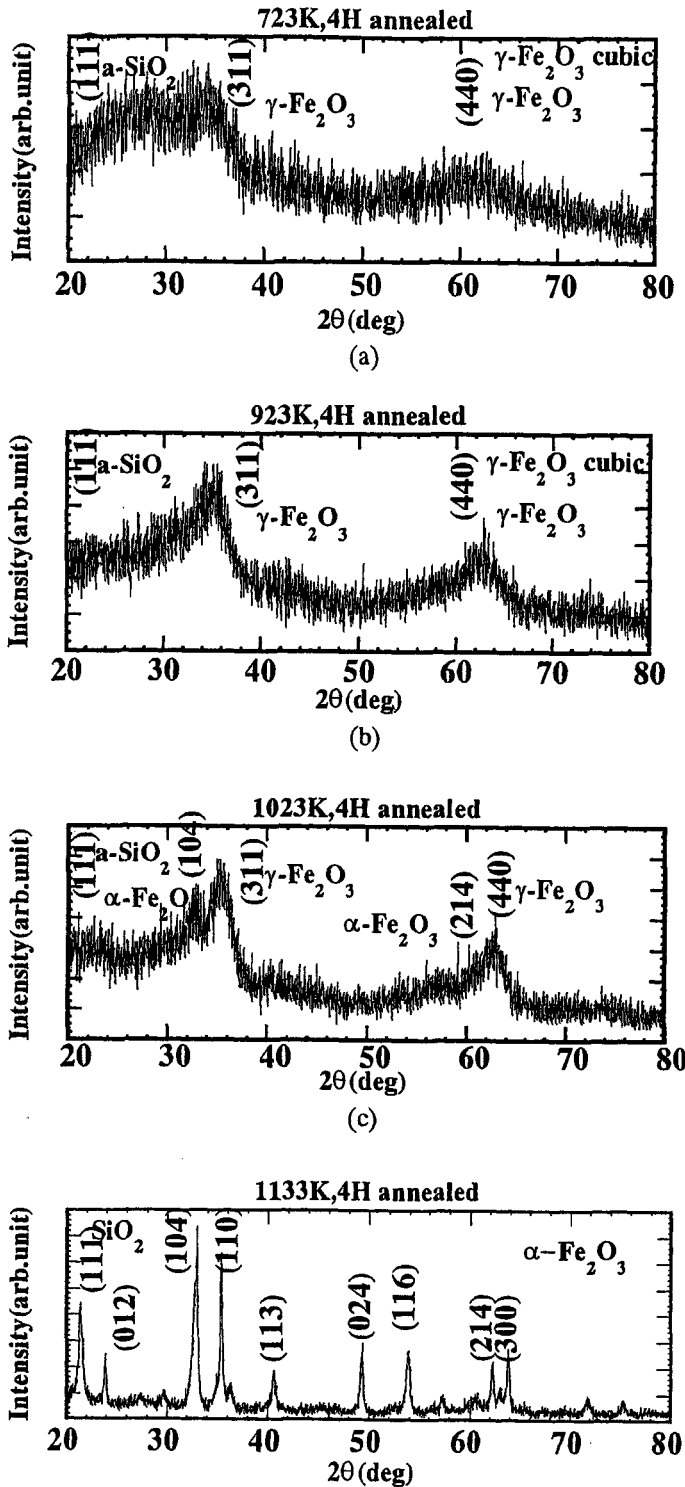 723K,4H annealed
(111) a-SiO₂ (311) γ-Fe₂O₃ (440) γ-Fe₂O₃ cubic
γ-Fe₂O₃
Intensity(arb.unit)
20 30 40 50 60 70 80
2θ(deg)
(a)
923K,4H annealed
(111) a-SiO₂ (311) γ-Fe₂O₃ (440) γ-Fe₂O₃ cubic
γ-Fe₂O₃
Intensity(arb.unit)
20 30 40 50 60 70 80
2θ(deg)
(b)
1023K,4H annealed
(111) a-SiO₂ (104) (311) γ-Fe₂O₃ (214) (440) γ-Fe₂O₃
α-Fe₂O α-Fe₂O₃
Intensity(arb.unit)
20 30 40 50 60 70 80
2θ(deg)
(c)
1133K,4H annealed
(111) SiO₂ (012) (104) (110) (113) (024) (116) (214) (300) α-Fe₂O₃
Intensity(arb.unit)
20 30 40 50 60 70 80
2θ(deg)